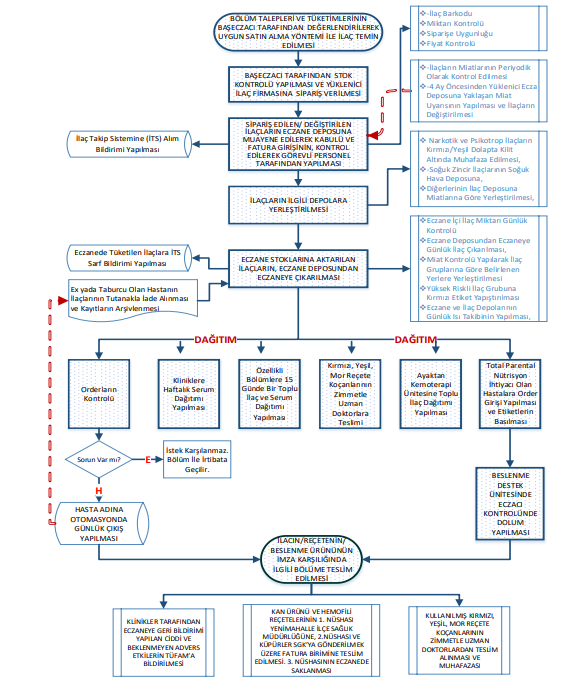 BÖLÜM TALEPLERİ VE TÜKETİMLERİNİN
BAŞECZACI TARAFINDAN DEĞERLENDİRİLEREK
UYGUN SATIN ALMA YÖNTEMİ İLE İLAÇ TEMİN
EDİLMESİ
-İlaç Barkodu
Miktarı Kontrolü
Siparişe Uygunluğu
Fiyat Kontrolü
BAŞECZACI TARAFINDAN STOK
KONTROLÜ YAPILMASI VE YÜKLENİCİ
İLAÇ FİRMASINA SİPARİŞ VERİLMESİ
-İlaçların Miatlarının Periyodik
Olarak Kontrol Edilmesi
-4 Ay Öncesinden Yüklenici Ecza
Deposuna Yaklaşan Miat
Uyarısının Yapılması ve İlaçların
Değiştirilmesi
SİPARİŞ EDİLEN/ DEĞİŞTİRİLEN
İLAÇLARIN ECZANE DEPOSUNA
MUAYENE EDİLEREK KABULÜ VE
FATURA GİRİŞİNİN, KONTROL
EDİLEREK GÖREVLİ PERSONEL
TARAFINDAN YAPILMASI
İlaç Takip Sistemine (İTS) Alım
Bildirimi Yapılması
Narkotik ve Psikotrop İlaçların
Kırmızı/Yeşil Dolapta Kilit
Altında Muhafaza Edilmesi,
-Soğuk Zincir İlaçlarının Soğuk
Hava Deposuna,
Diğerlerinin İlaç Deposuna
Miatlarına Göre Yerleştirilmesi,
İLAÇLARIN İLGİLİ DEPOLARA
YERLEŞTİRİLMESİ
Eczane İçi İlaç Miktarı Günlük
Kontrolü
Eczane Deposundan Eczaneye
Günlük İlaç Çıkarılması,
Miat Kontrolü Yapılarak İlaç
Gruplarına Göre Belirlenen
Yerlere Yerleştirilmesi
Yüksek Riskli İlaç Grubuna
Kırmızı Etiket Yapıştırılması
Eczane ve İlaç Depolarının
Günlük Isı Takibinin Yapılması,
Eczanede Tüketilen İlaçlara İTS
Sarf Bildirimi Yapılması
ECZANE STOKLARINA AKTARILAN
İLAÇLARIN, ECZANE DEPOSUNDAN
ECZANEYE ÇIKARILMASI
Ex yada Taburcu Olan Hastanın
İlaçlarının Tutanakla İade Alınması
ve Kayıtların Arşivlenmesi
DAĞITIM
DAĞITIM
Orderların
Kontrolü
Kliniklere
Haftalık Serum
Dağıtımı
Yapılması
Özellikli
Bölümlere 15
Günde Bir Toplu
İlaç ve Serum
Dağıtımı
Yapılması
Kırmızı, Yeşil,
Mor Reçete
Koçanlarının
Zimmetle
Uzman
Doktorlara
Teslimi
Ayaktan
Kemoterapi
Ünitesine Toplu
İlaç Dağıtımı
Yapılması
Total Parental
Nütrisyon
İhtiyacı Olan
Hastalara Order
Girişi Yapılması
ve Etiketlerin
Basılması
Sorun Var mı?
E
İstek Karşılanmaz.
Bölüm İle İrtibata
Geçilir.
H
HASTA ADINA
OTOMASYONDA
GÜNLÜK ÇIKIŞ
YAPILMASI
BESLENME
DESTEK
ÜNİTESİNDE
ECZACI
KONTROLÜNDE
DOLUM
YAPILMASI
İLACIN/REÇETENİN/
BESLENME ÜRÜNÜNÜN
İMZA KARŞILIĞINDA
İLGİLİ BÖLÜME TESLİM
EDİLMESİ
KLİNİKLER TARAFINDAN
ECZANEYE GERİ BİLDİRİMİ
YAPILAN CİDDİ VE
BEKLENMEYEN ADVERS
ETKİLERİN TÜFAM'A
BİLDİRİLMESİ
KAN ÜRÜNÜ VE HEMOFİLİ
REÇETELERİNİN 1. NÜSHASI
YENİMAHALLE İLÇE SAĞLIK
MÜDÜRLÜĞÜNE, 2.NÜSHASI VE
KÜPÜRLER SGK'YA GÖNDERİLMEK
ÜZERE FATURA BİRİMİNE TESLİM
EDİLMESİ. 3. NÜSHASININ ECZANEDE
SAKLANMASI
KULLANILMIŞ KIRMIZI,
YEŞİL, MOR REÇETE
KOÇANLARININ
ZİMMETLE UZMAN
DOKTORLARDAN TESLİM
ALINMASI VE
MUHAFAZASI